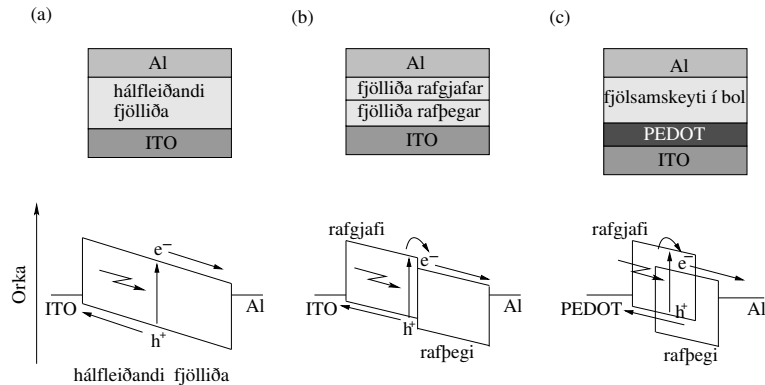 (a)
Al
hálfleiðandi
fjölliða
ITO
(b)
Al
fjölliða rafgjafar
fjölliða rafþegar
ITO
(c)
Al
fjölsamskeyti í bol
PEDOT
ITO
Orka
ITO
e⁻
h⁺
Al
hálfleiðandi fjölliða
rafgjafi
ITO
e⁻
h⁺
Al
rafþegi
rafgjafi
PEDOT
e⁻
h⁺
Al
rafþegi